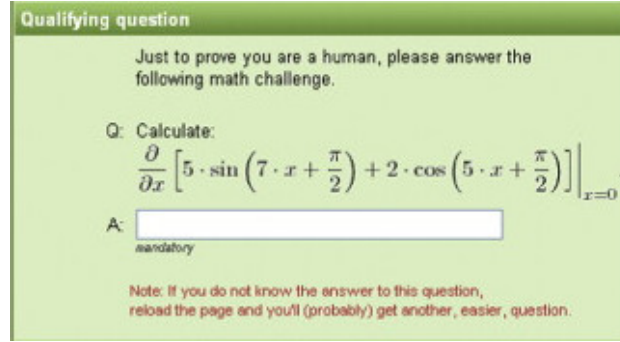 Qualifying question
Just to prove you are a human, please answer the
following math challenge.
Q: Calculate:
∂/∂x [5 · sin (7 · x + π/2) + 2 · cos (5 · x + π/2)]|x=0
A:
mandatory
Note: If you do not know the answer to this question,
reload the page and you'll (probably) get another, easier, question.